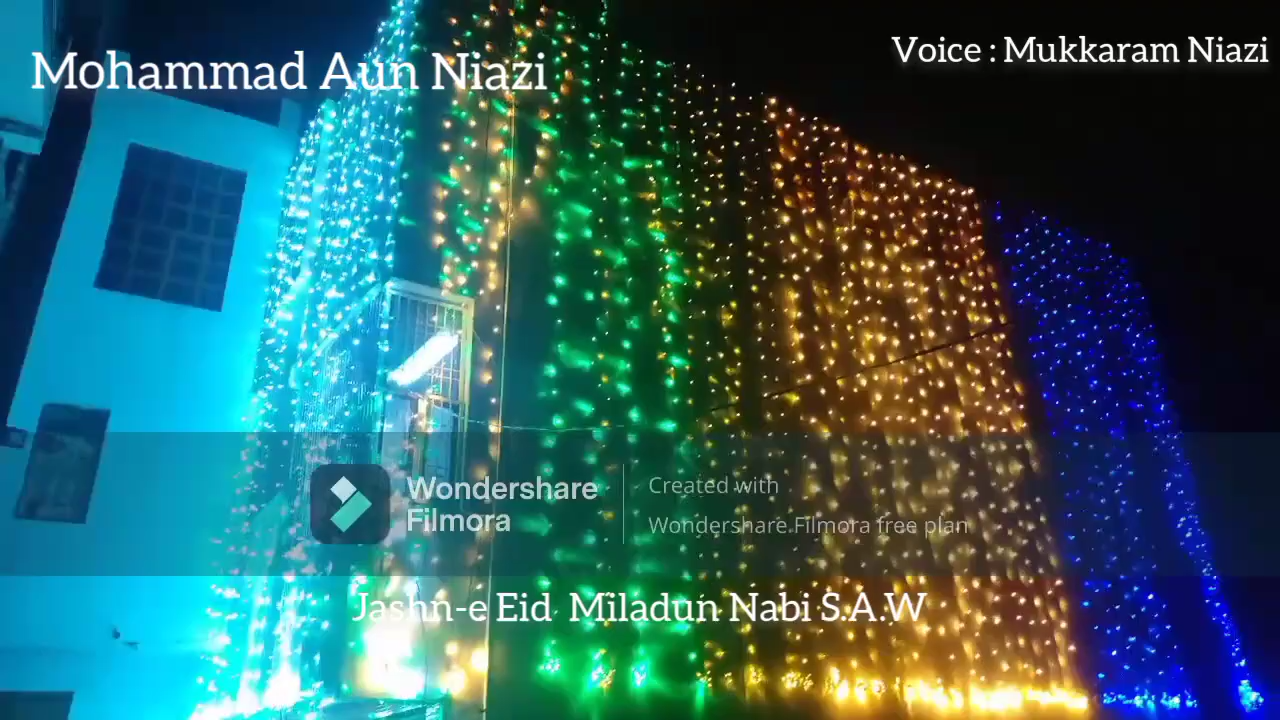 Mohammad Aun Niazi
Voice : Mukkaram Niazi
Wondershare
Filmora
Created with
Wondershare Filmora free plan
Jashn-e Eid Miladun Nabi S.A.W